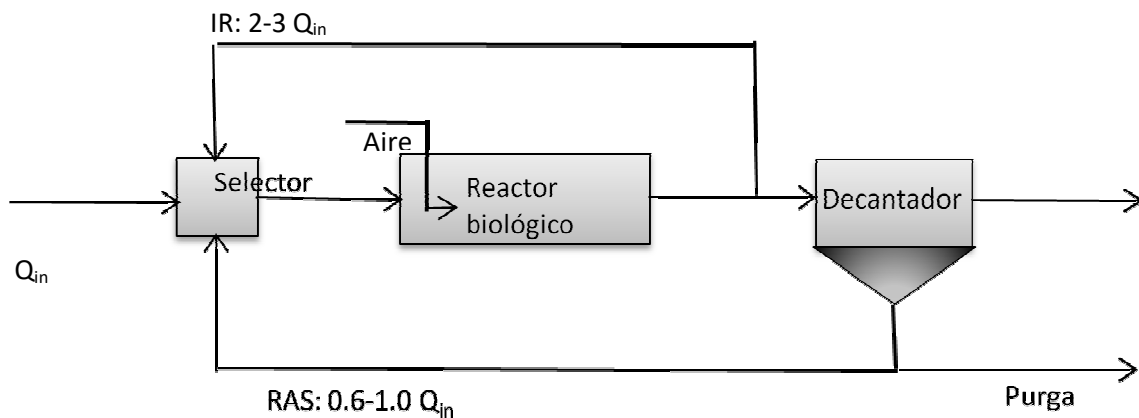 IR: 2-3 Qin
Aire
Selector
Reactor
biológico
Decantador
Qin
RAS: 0.6-1.0 Qin
Purga